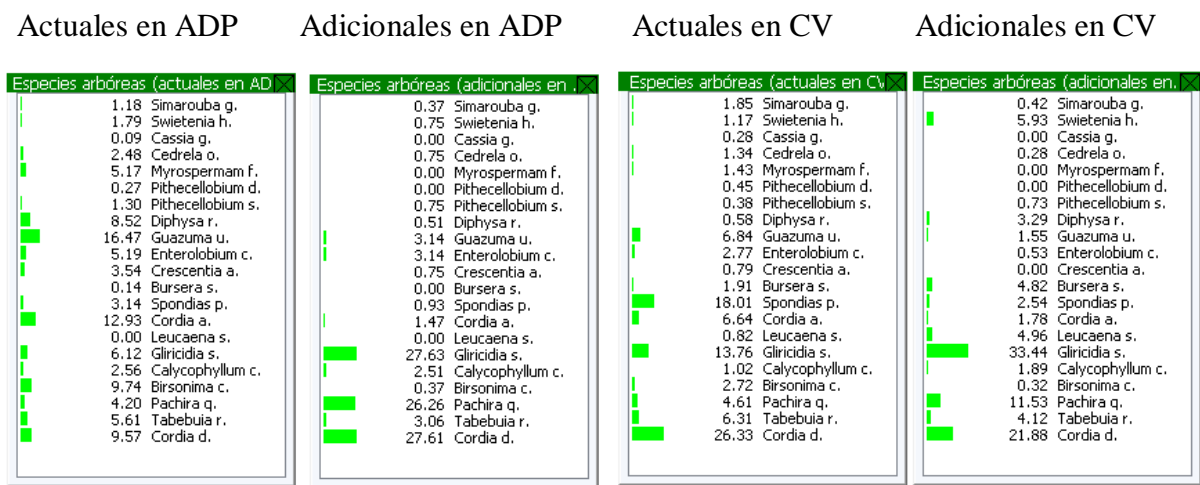 Actuales en ADP Adicionales en ADP Actuales en CV Adicionales en CV
Especies arbóreas (actuales en AD
1.18 Simarouba g.
1.79 Swietenia h.
0.09 Cassia g.
2.48 Cedrela o.
5.17 Myrospermam f.
0.27 Pithecellobium d.
1.30 Pithecellobium s.
8.52 Diphysa r.
16.47 Guazuma u.
5.19 Enterolobium c.
3.54 Crescentia a.
0.14 Bursera s.
3.14 Spondias p.
12.93 Cordia a.
0.00 Leucaena s.
6.12 Gliricidia s.
2.56 Calycophyllum c.
9.74 Birsonima c.
4.20 Pachira q.
5.61 Tabebuia r.
9.57 Cordia d.
Especies arbóreas (adicionales en .
0.37 Simarouba g.
0.75 Swietenia h.
0.00 Cassia g.
0.75 Cedrela o.
0.00 Myrospermam f.
0.00 Pithecellobium d.
0.75 Pithecellobium s.
0.51 Diphysa r.
3.14 Guazuma u.
3.14 Enterolobium c.
0.75 Crescentia a.
0.00 Bursera s.
0.93 Spondias p.
1.47 Cordia a.
0.00 Leucaena s.
27.63 Gliricidia s.
2.51 Calycophyllum c.
0.37 Birsonima c.
26.26 Pachira q.
3.06 Tabebuia r.
27.61 Cordia d.
Especies arbóreas (actuales en CV
1.85 Simarouba g.
1.17 Swietenia h.
0.28 Cassia g.
1.34 Cedrela o.
1.43 Myrospermam f.
0.45 Pithecellobium d.
0.38 Pithecellobium s.
0.58 Diphysa r.
6.84 Guazuma u.
2.77 Enterolobium c.
0.79 Crescentia a.
1.91 Bursera s.
18.01 Spondias p.
6.64 Cordia a.
0.82 Leucaena s.
13.76 Gliricidia s.
1.02 Calycophyllum c.
2.72 Birsonima c.
4.61 Pachira q.
6.31 Tabebuia r.
26.33 Cordia d.
Especies arbóreas (adicionales en.
0.42 Simarouba g.
5.93 Swietenia h.
0.00 Cassia g.
0.28 Cedrela o.
0.00 Myrospermam f.
0.00 Pithecellobium d.
0.73 Pithecellobium s.
3.29 Diphysa r.
1.55 Guazuma u.
0.53 Enterolobium c.
0.00 Crescentia a.
4.82 Bursera s.
2.54 Spondias p.
1.78 Cordia a.
4.96 Leucaena s.
33.44 Gliricidia s.
1.89 Calycophyllum c.
0.32 Birsonima c.
11.53 Pachira q.
4.12 Tabebuia r.
21.88 Cordia d.